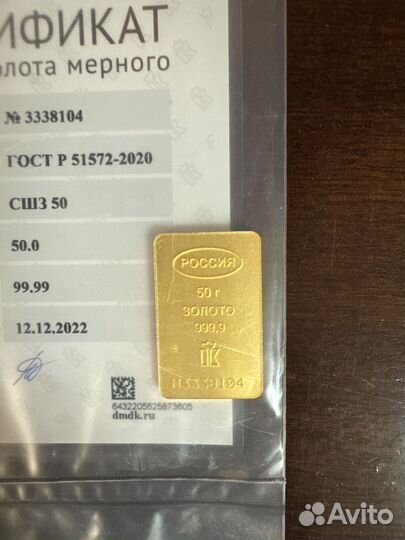 ИФИКАТ
олота мерного
№ 3338104
ГОСТ Р 51572-2020
СШЗ 50
50.0
99.99
12.12.2022
6432205625873605
dmdk.ru
РОССИЯ
50 г
ЗОЛОТО
999,9
Avito